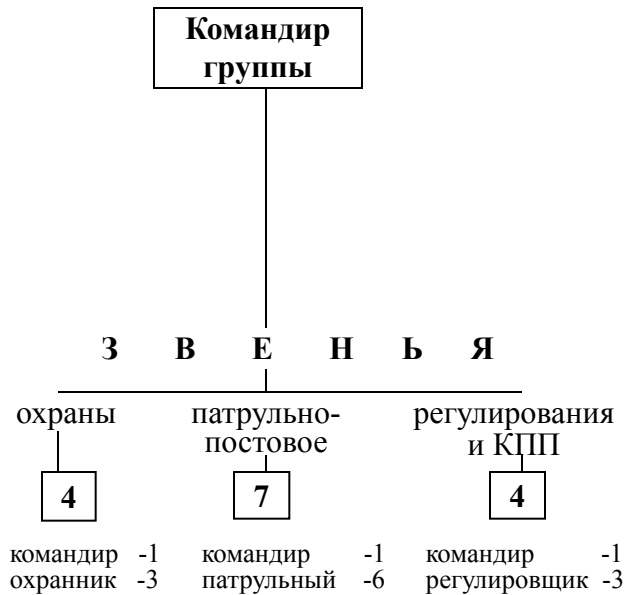 Командир
группы
З В Е Н Ь Я
охраны
патрульно-
постовое
регулирования
и КПП
4
7
4
командир -1
охранник -3
командир -1
патрульный -6
командир -1
регулировщик -3